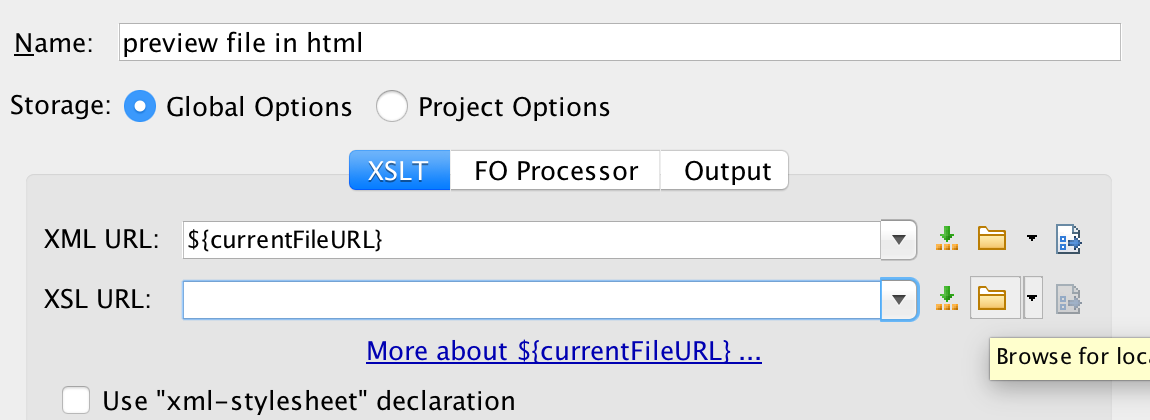 Name: preview file in html
Storage: Global Options Project Options
XSLT FO Processor Output
XML URL: ${currentFileURL}
XSL URL:
More about ${currentFileURL} ...
Browse for loc
Use "xml-stylesheet" declaration